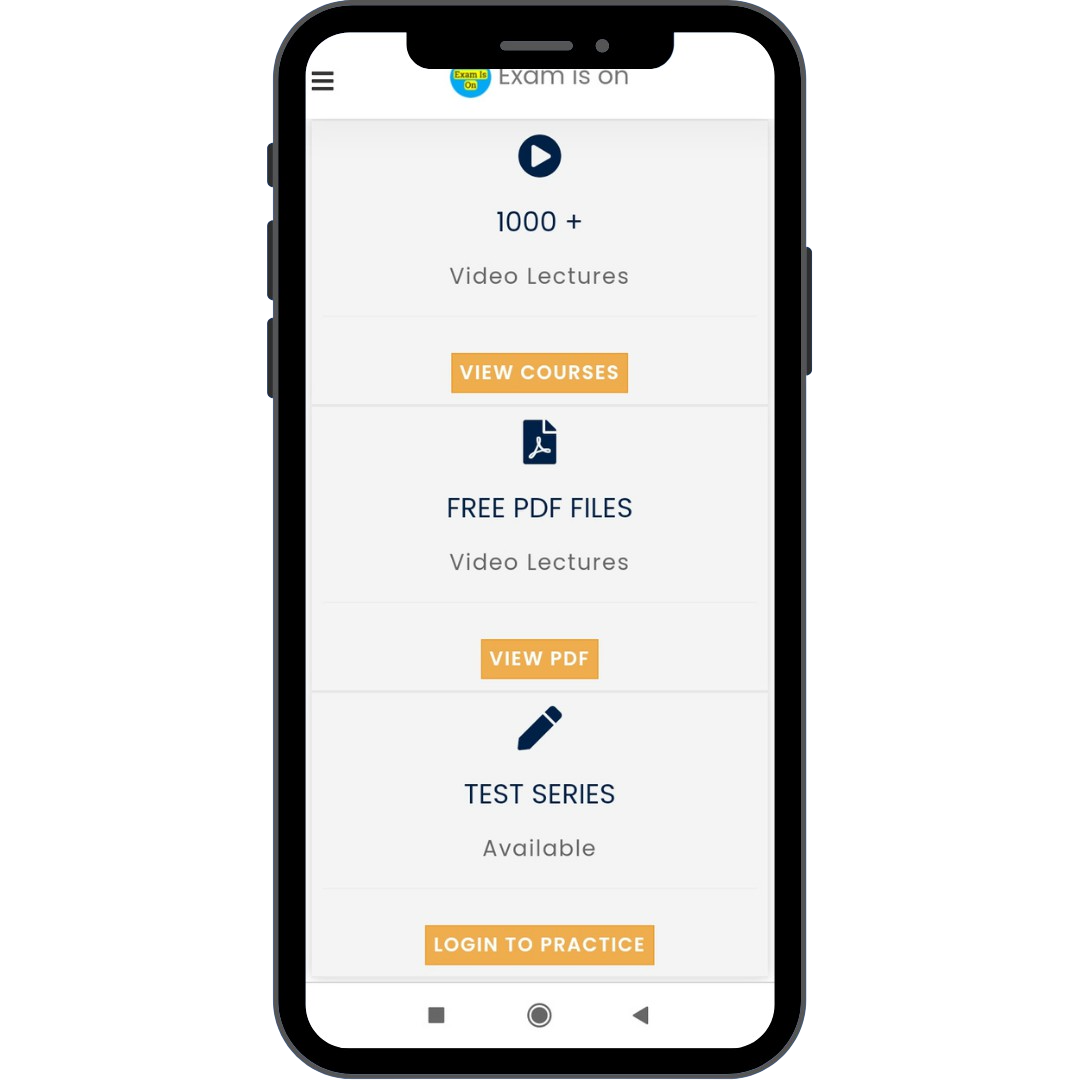 Exam Is
On
Exam is on
1000 +
Video Lectures
VIEW COURSES
FREE PDF FILES
Video Lectures
VIEW PDF
TEST SERIES
Available
LOGIN TO PRACTICE